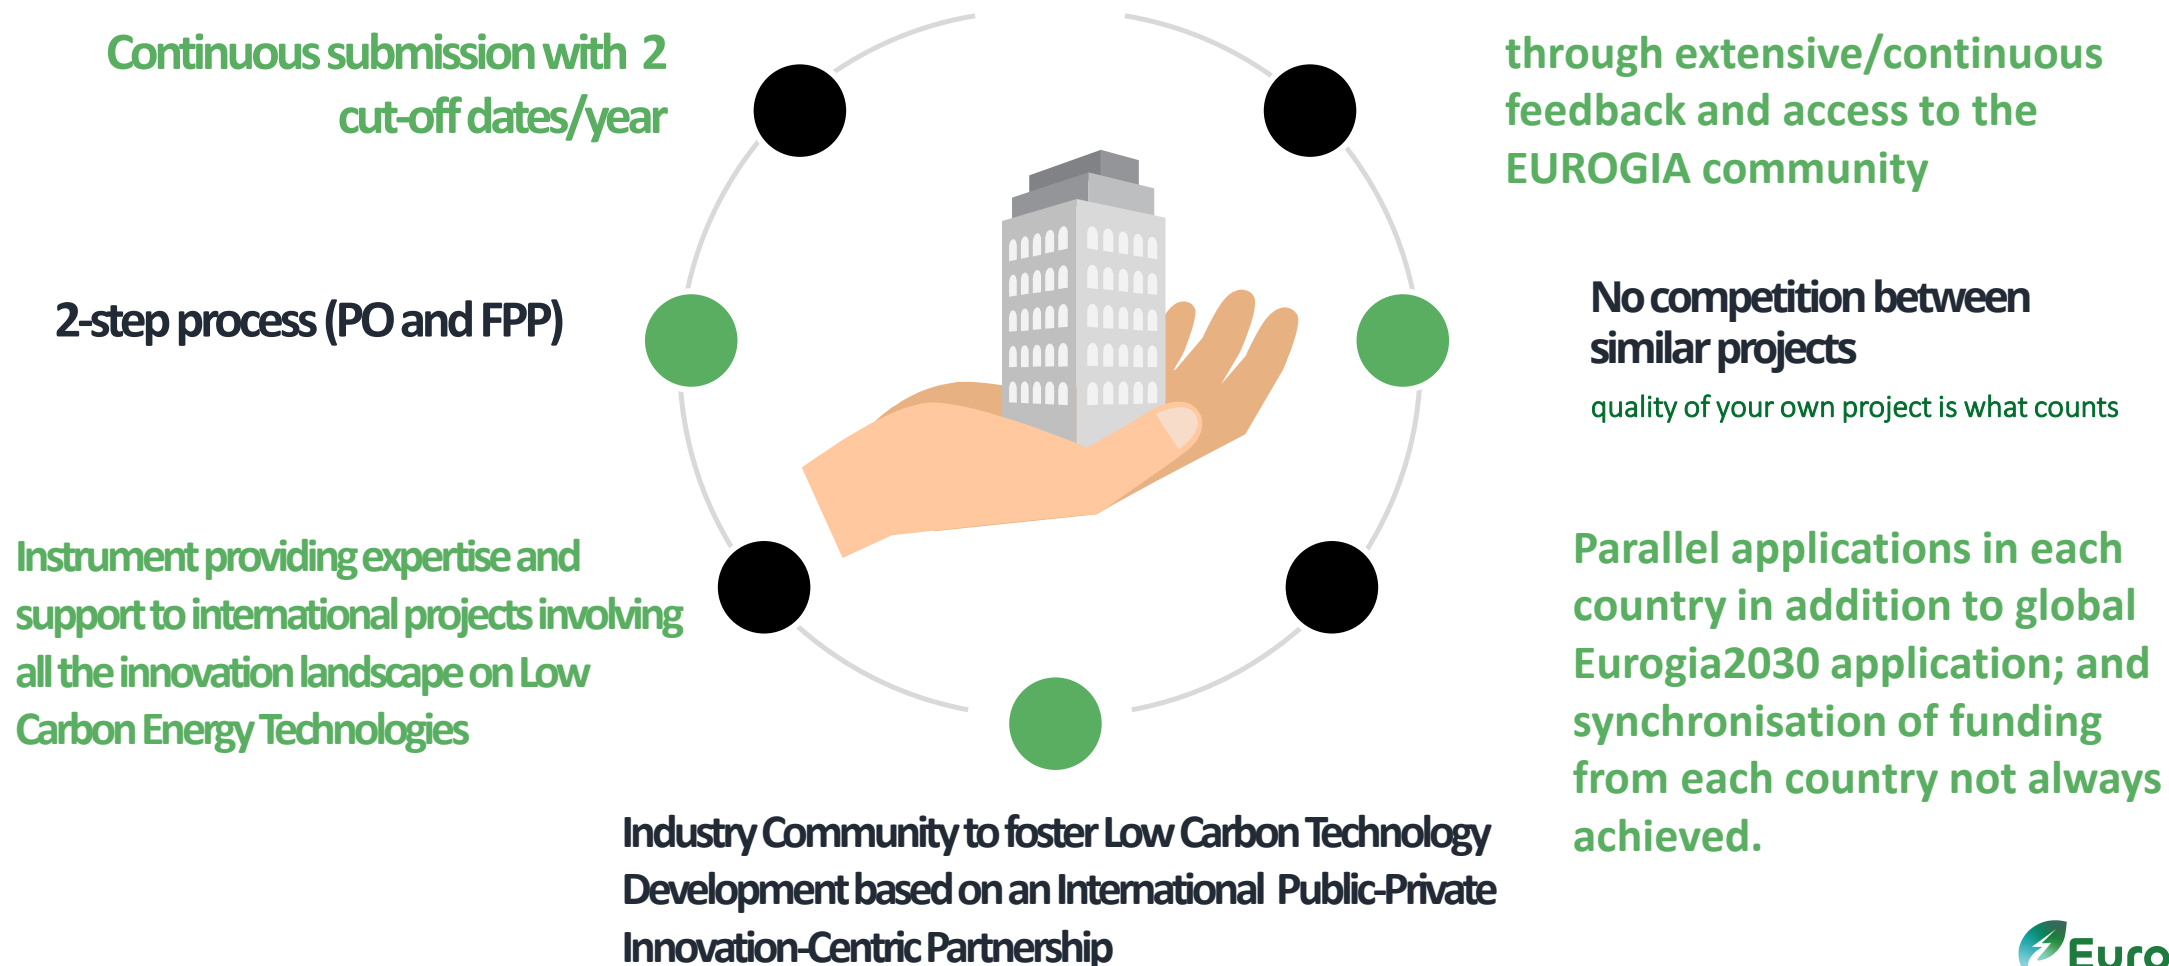 Continuous submission with 2
cut-off dates/year
through extensive/continuous
feedback and access to the
EUROGIA community
2-step process (PO and FPP)
No competition between
similar projects
quality of your own project is what counts
Instrument providing expertise and
support to international projects involving
all the innovation landscape on Low
Carbon Energy Technologies
Parallel applications in each
country in addition to global
Eurogia2030 application; and
synchronisation of funding
from each country not always
achieved.
Industry Community to foster Low Carbon Technology
Development based on an International Public-Private
Innovation-Centric Partnership
Euro